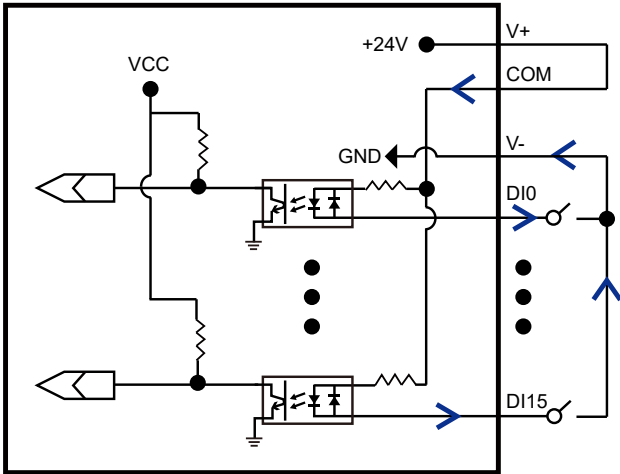 V+
+24V
COM
VCC
V-
GND
DI0
DI15